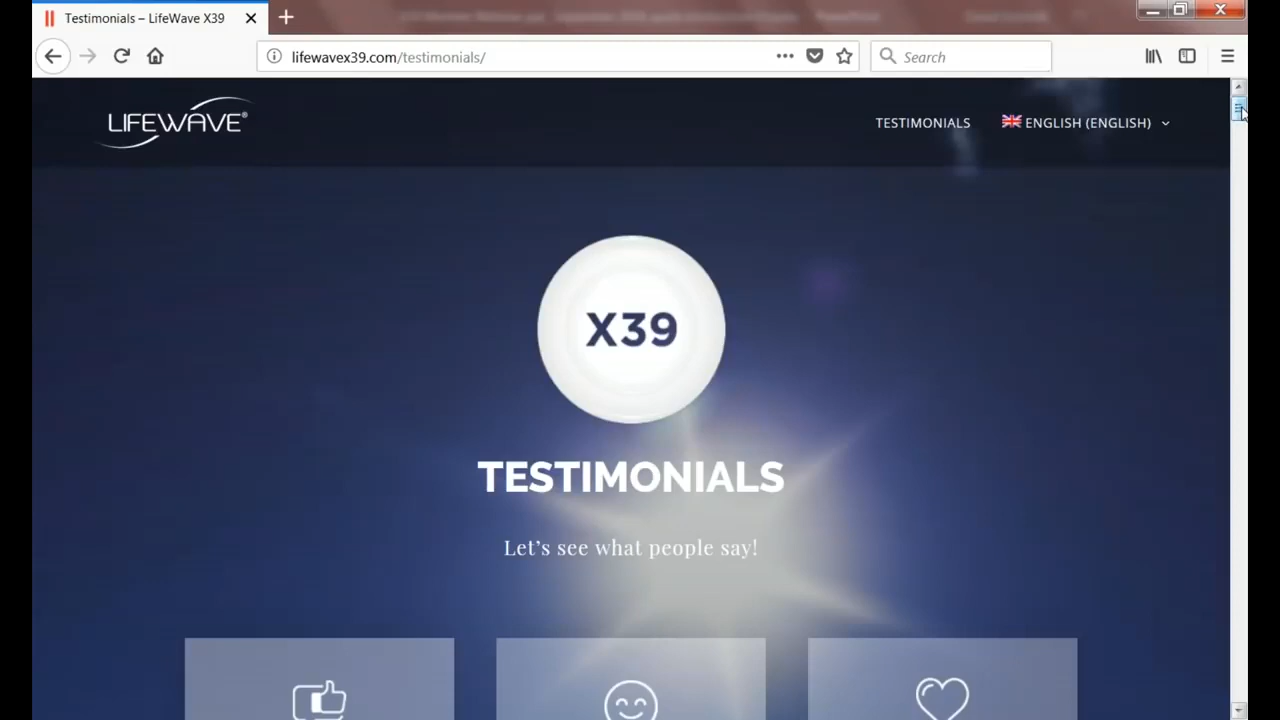 Testimonials – LifeWave X39
lifewavex39.com/testimonials/
Search
LIFEWAVE®
TESTIMONIALS
ENGLISH (ENGLISH)
X39
TESTIMONIALS
Let's see what people say!